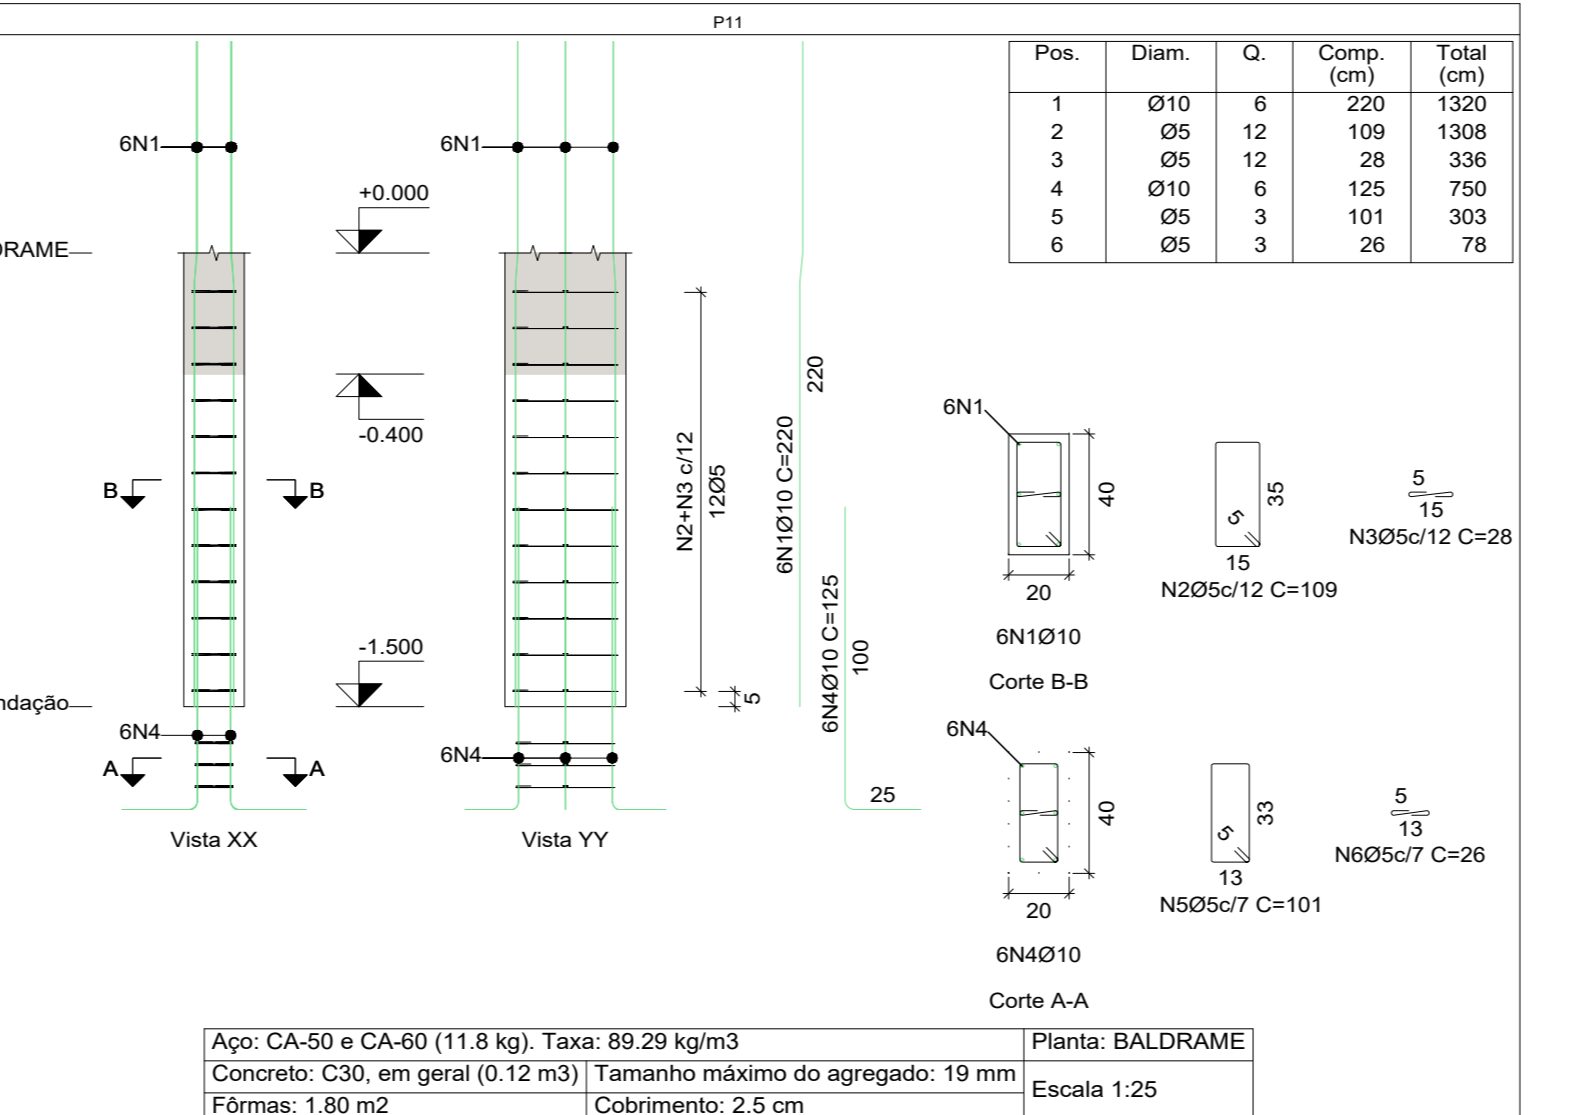 P11
Pos. Diam. Q. Comp. (cm) Total (cm)
1 Ø10 6 220 1320
2 Ø5 12 109 1308
3 Ø5 12 28 336
4 Ø10 6 125 750
5 Ø5 3 101 303
6 Ø5 3 26 78
6N1
6N1
+0.000
DRAME
220
-0.400
6N1
B B
N2+N3 c/12
12Ø5
6N1Ø10 C=220
40
5
35
5
15
N3Ø5c/12 C=28
15
N2Ø5c/12 C=109
20
6N1Ø10
Corte B-B
-1.500
5
6N4Ø10 C=125
100
ndação
6N4
6N4
A A
25
Vista XX
Vista YY
6N4
40
5
33
5
13
N6Ø5c/7 C=26
13
N5Ø5c/7 C=101
20
6N4Ø10
Corte A-A
Aço: CA-50 e CA-60 (11.8 kg). Taxa: 89.29 kg/m3
Planta: BALDRAME
Concreto: C30, em geral (0.12 m3)
Tamanho máximo do agregado: 19 mm
Escala 1:25
Fôrmas: 1.80 m2
Cobrimento: 2.5 cm